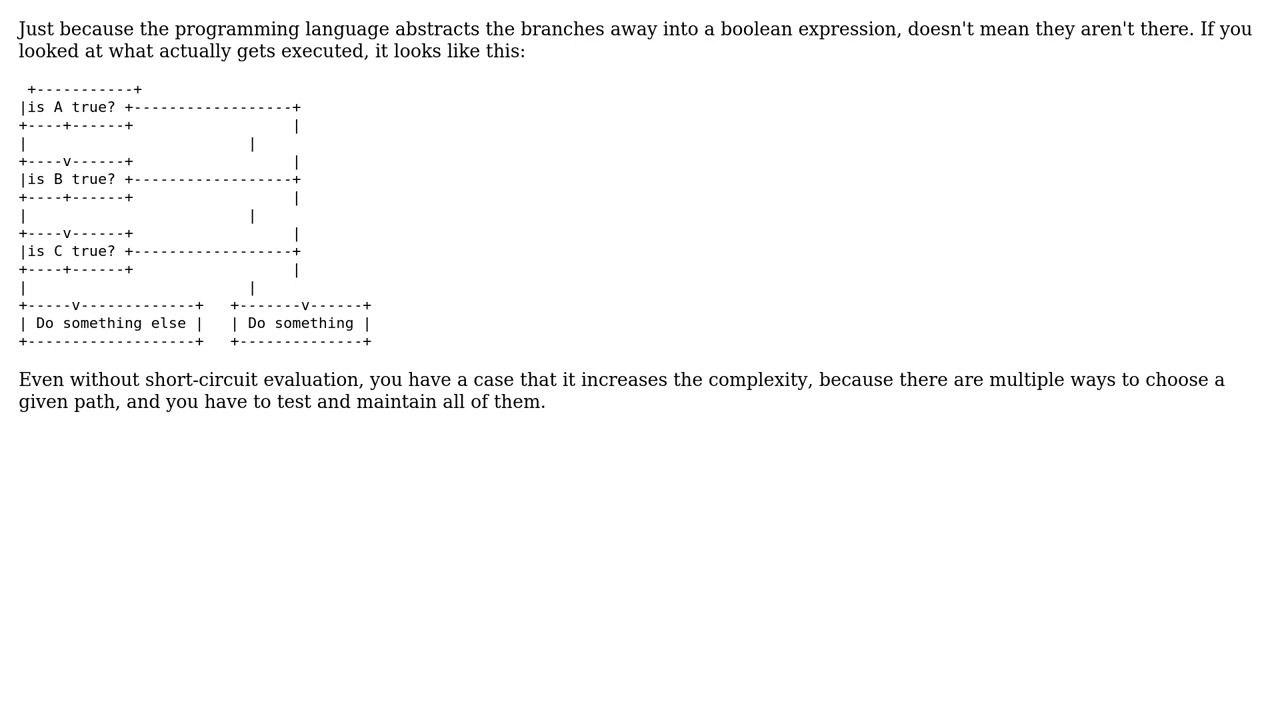 Just because the programming language abstracts the branches away into a boolean expression, doesn't mean they aren't there. If you
looked at what actually gets executed, it looks like this:
 +-----------+
|is A true? +------------------+
+----+------+                  |
|                         |
+----v------+                  |
|is B true? +------------------+
+----+------+                  |
|                         |
+----v------+                  |
|is C true? +------------------+
+----+------+                  |
|                         |
+-----v-------------+   +-------v------+
| Do something else |   | Do something |
+-------------------+   +--------------+
Even without short-circuit evaluation, you have a case that it increases the complexity, because there are multiple ways to choose a
given path, and you have to test and maintain all of them.